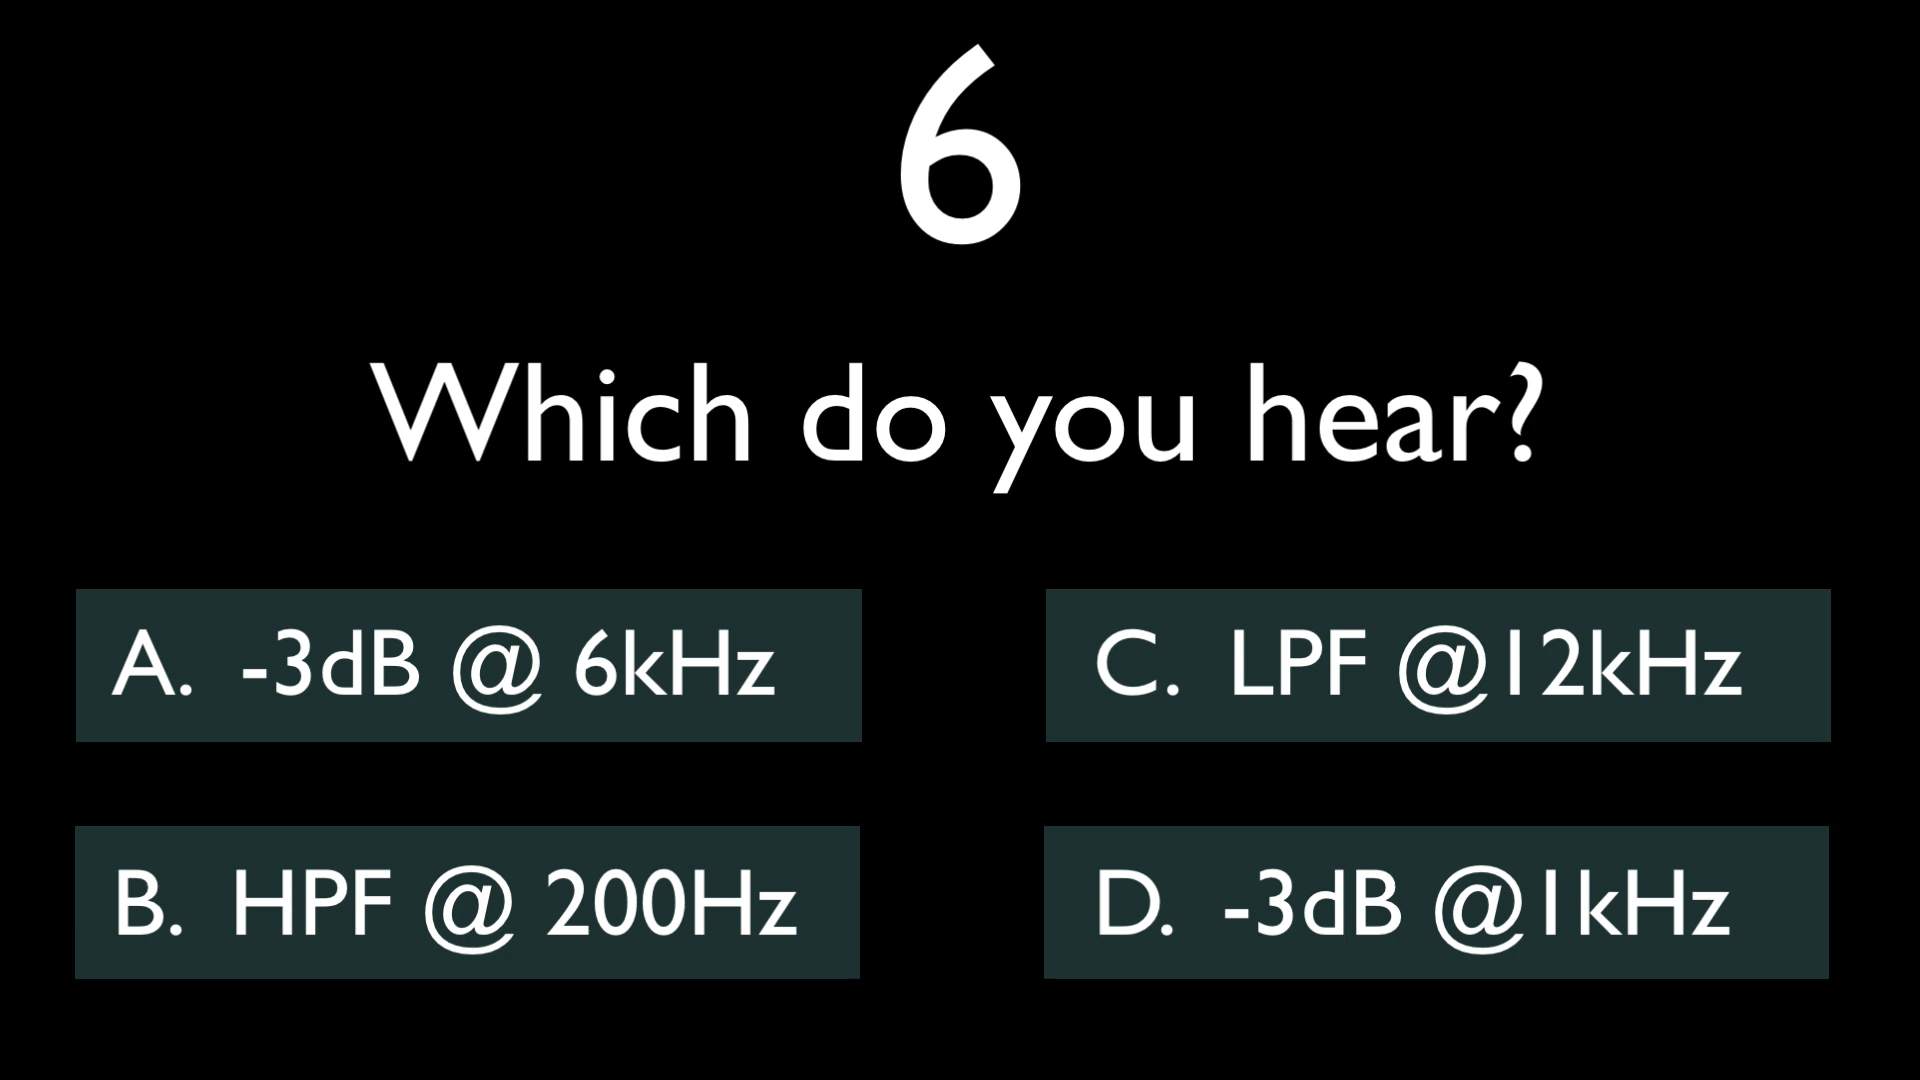 6
Which do you hear?
A. -3dB @ 6kHz
C. LPF @12kHz
B. HPF @ 200Hz
D. -3dB @1kHz